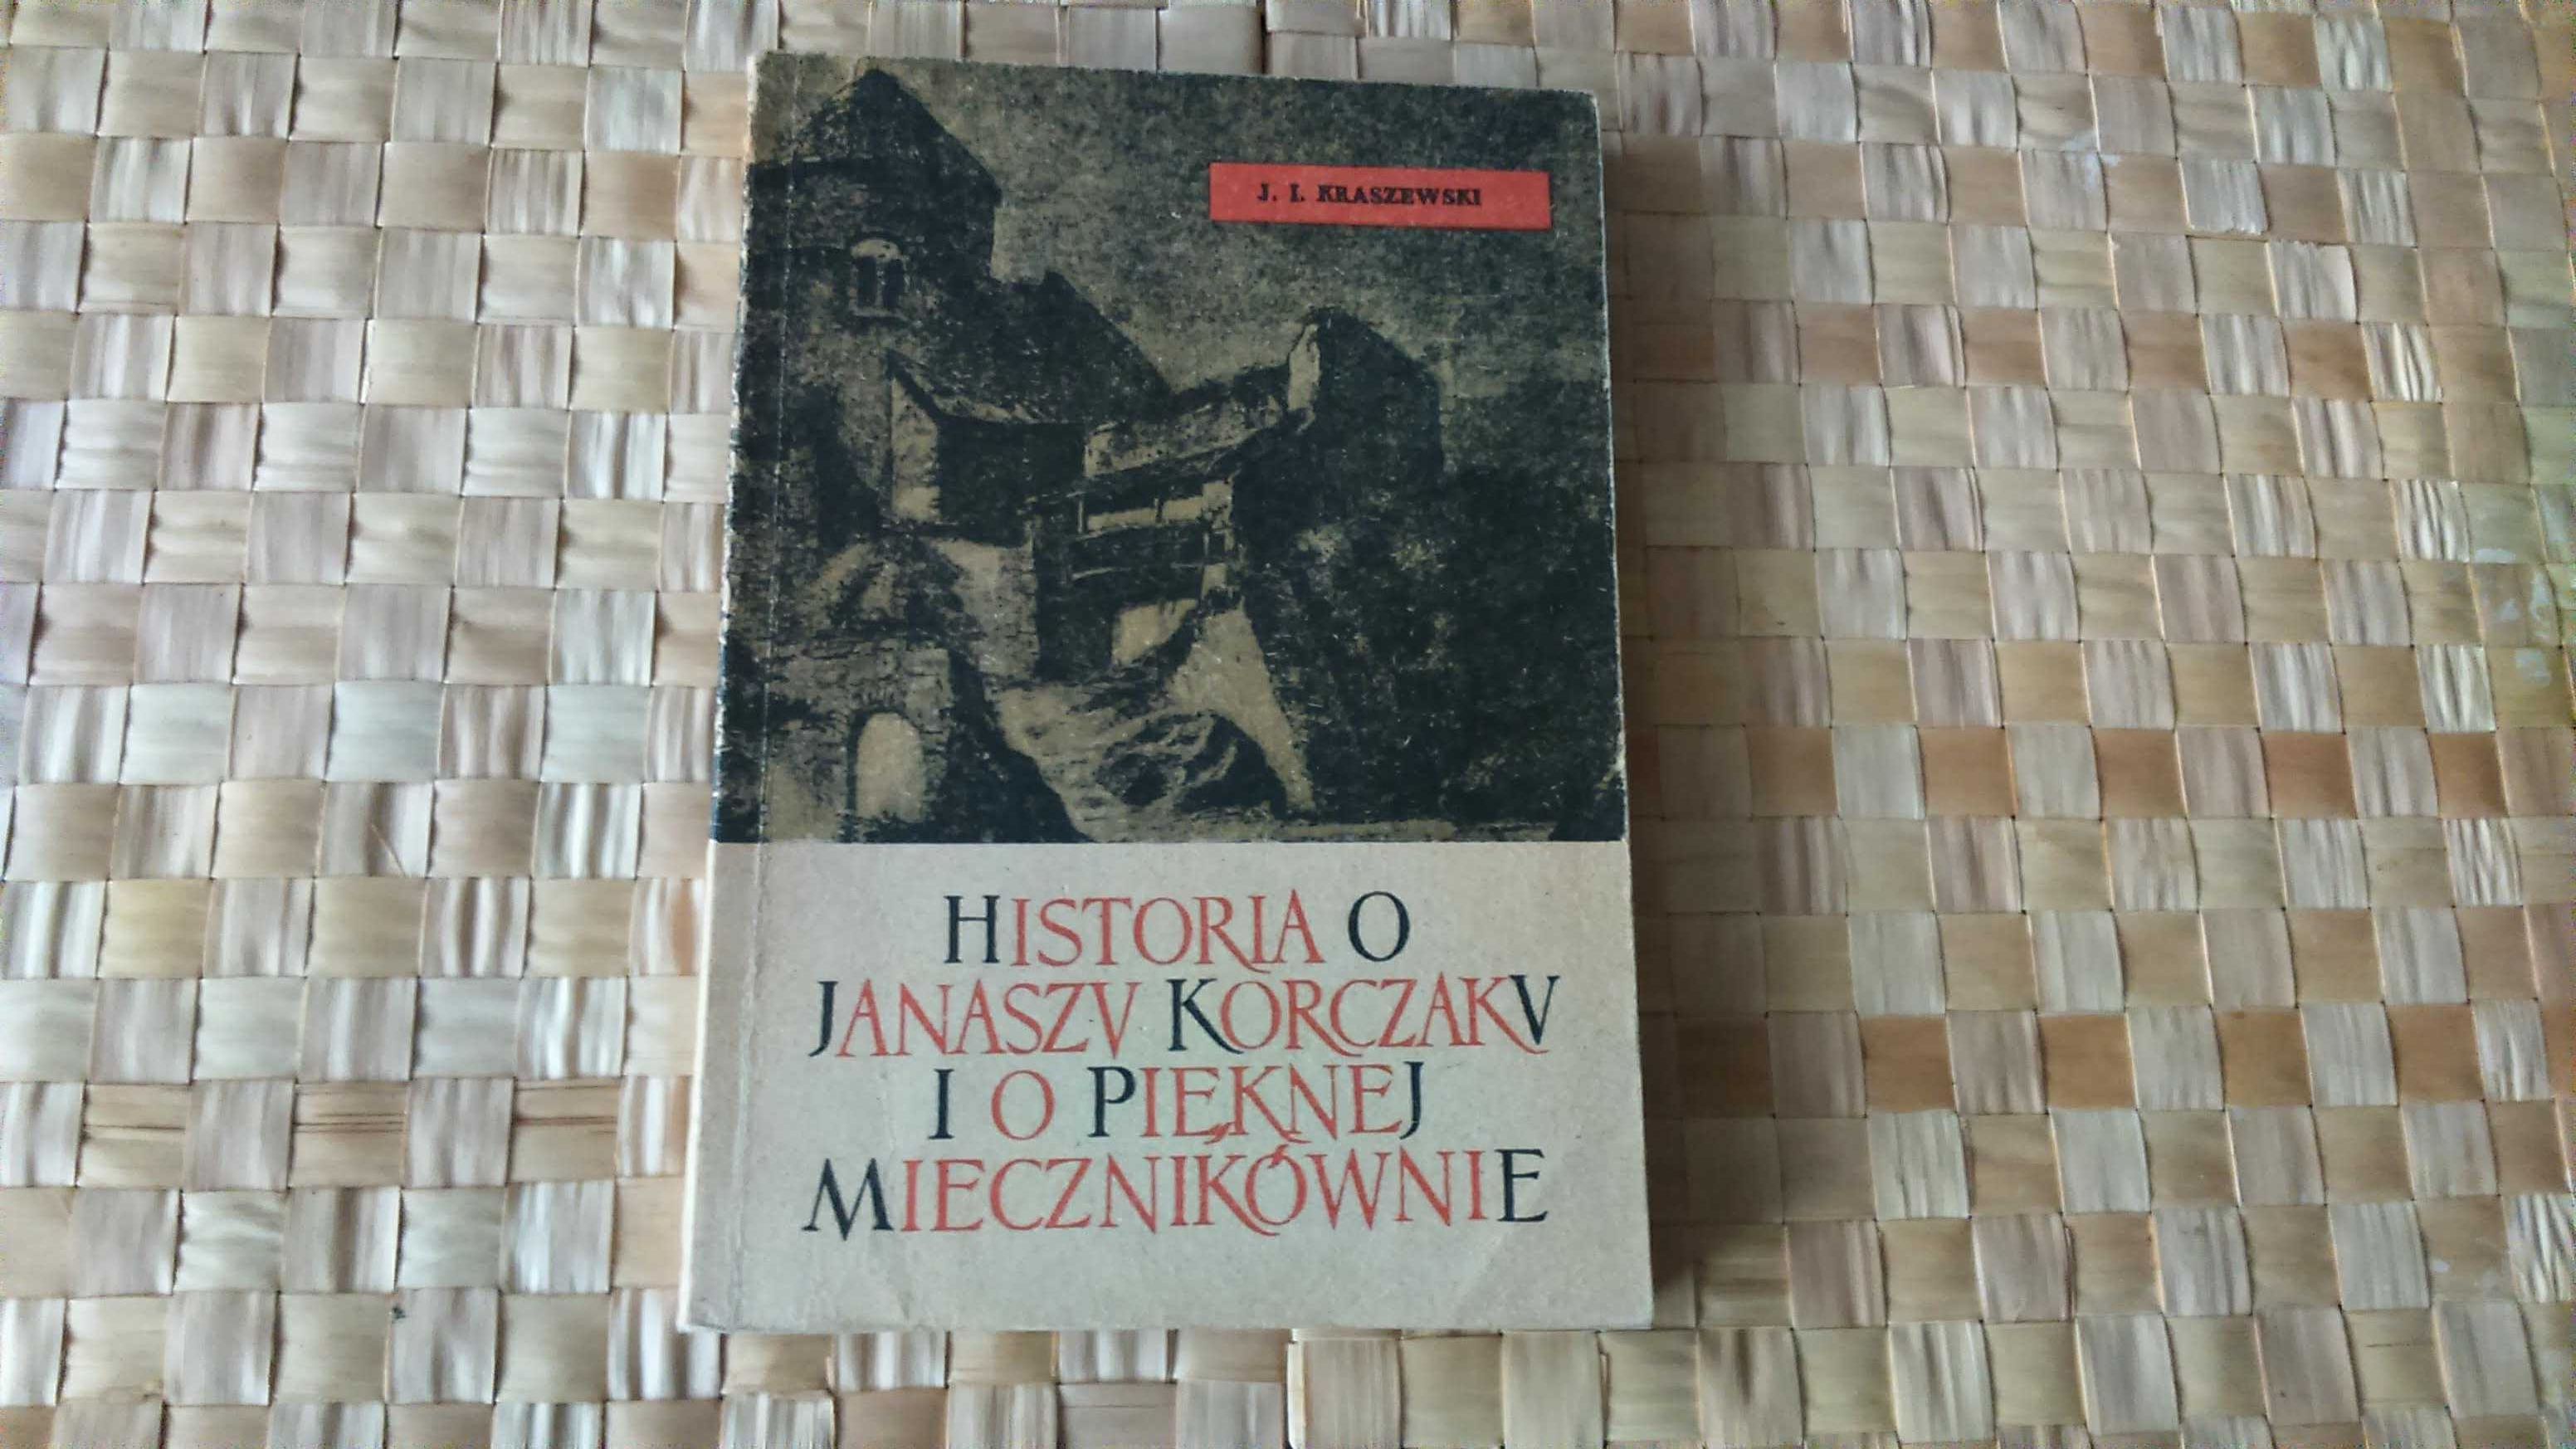 J. I. KRASZEWSKI
HISTORIA O
JANASZV KORCZAKV
I O PIĘKNEJ
MIECZNIKÓWNIE